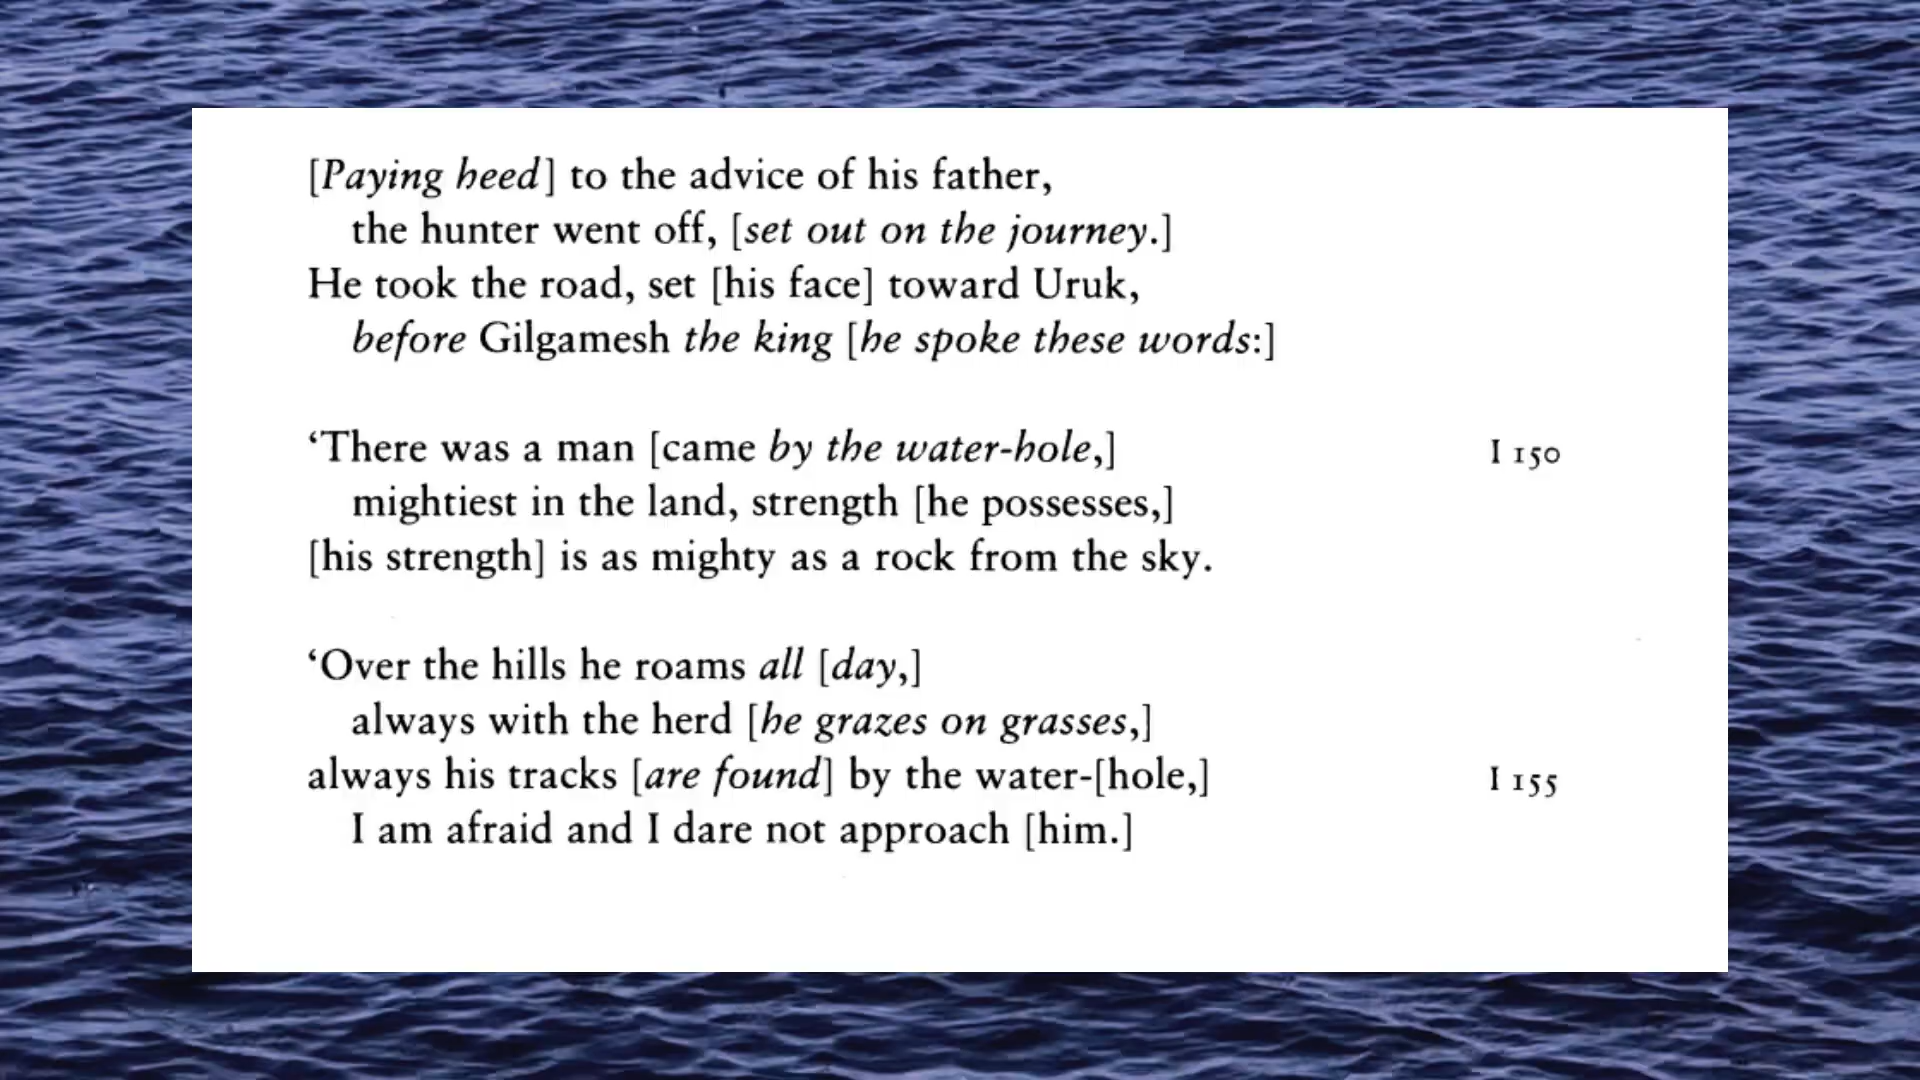 [Paying heed] to the advice of his father,
the hunter went off, [set out on the journey.]
He took the road, set [his face] toward Uruk,
before Gilgamesh the king [he spoke these words:]
‘There was a man [came by the water-hole,] I 150
mightiest in the land, strength [he possesses,]
[his strength] is as mighty as a rock from the sky.
‘Over the hills he roams all [day,]
always with the herd [he grazes on grasses,]
always his tracks [are found] by the water-[hole,] I 155
I am afraid and I dare not approach [him.]